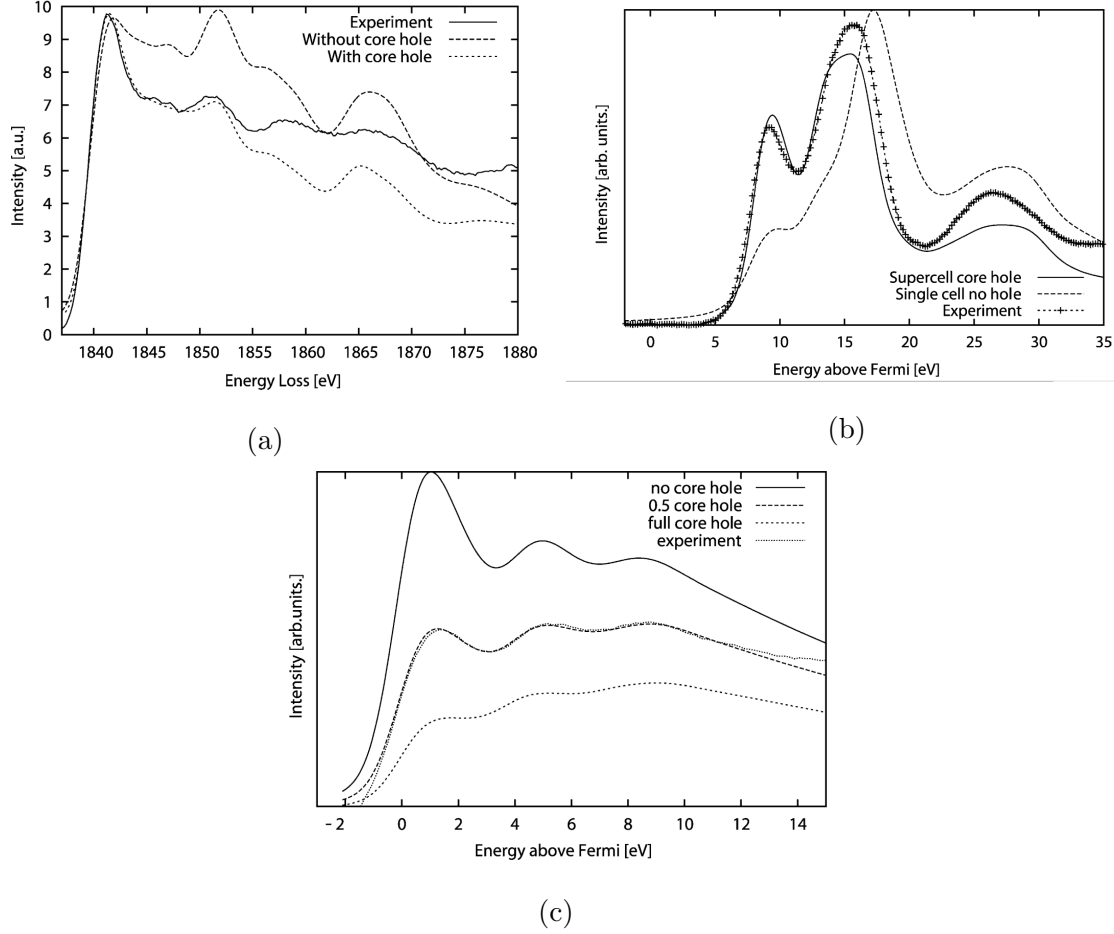 10
9
8
7
6
5
4
3
2
1
0
Intensity [a.u.]
Experiment
Without core hole
With core hole
1840 1845 1850 1855 1860 1865 1870 1875 1880
Energy Loss [eV]
(a)
Intensity [arb. units.]
Supercell core hole
Single cell no hole
Experiment
0 5 10 15 20 25 30 35
Energy above Fermi [eV]
(b)
Intensity [arb.units.]
no core hole
0.5 core hole
full core hole
experiment
-2 0 2 4 6 8 10 12 14
Energy above Fermi [eV]
(c)